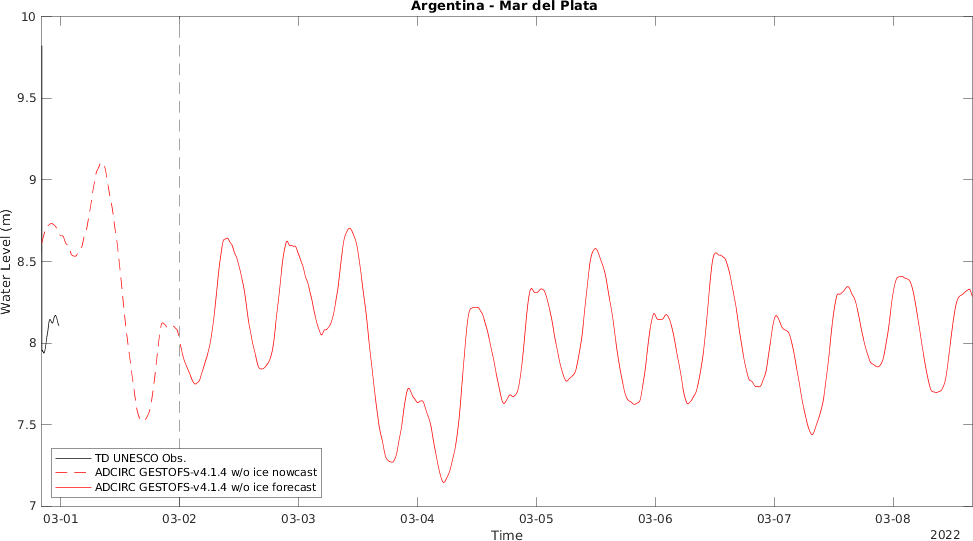 Argentina - Mar del Plata
Water Level (m)
10
9.5
9
8.5
8
7.5
7
TD UNESCO Obs.
ADCIRC GESTOFS-v4.1.4 w/o ice nowcast
ADCIRC GESTOFS-v4.1.4 w/o ice forecast
03-01 03-02 03-03 03-04 03-05 03-06 03-07 03-08
Time
2022